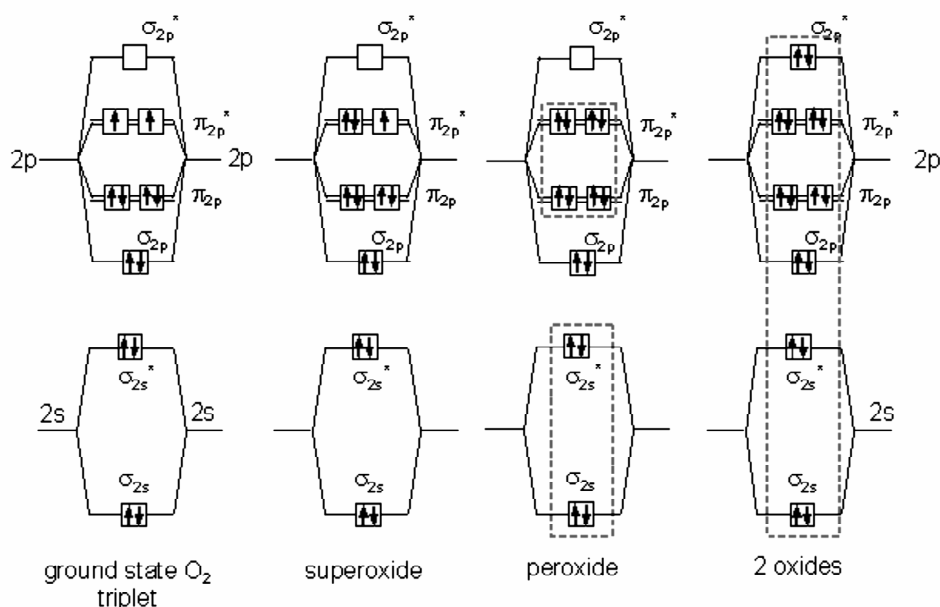 σ2p* σ2p* σ2p* σ2p*
π2p* π2p* π2p* π2p*
2p 2p 2p
π2p π2p π2p π2p
σ2p σ2p σ2p σ2p
σ2s* σ2s* σ2s* σ2s*
2s 2s 2s
σ2s σ2s σ2s σ2s
ground state O2 superoxide peroxide 2 oxides
triplet